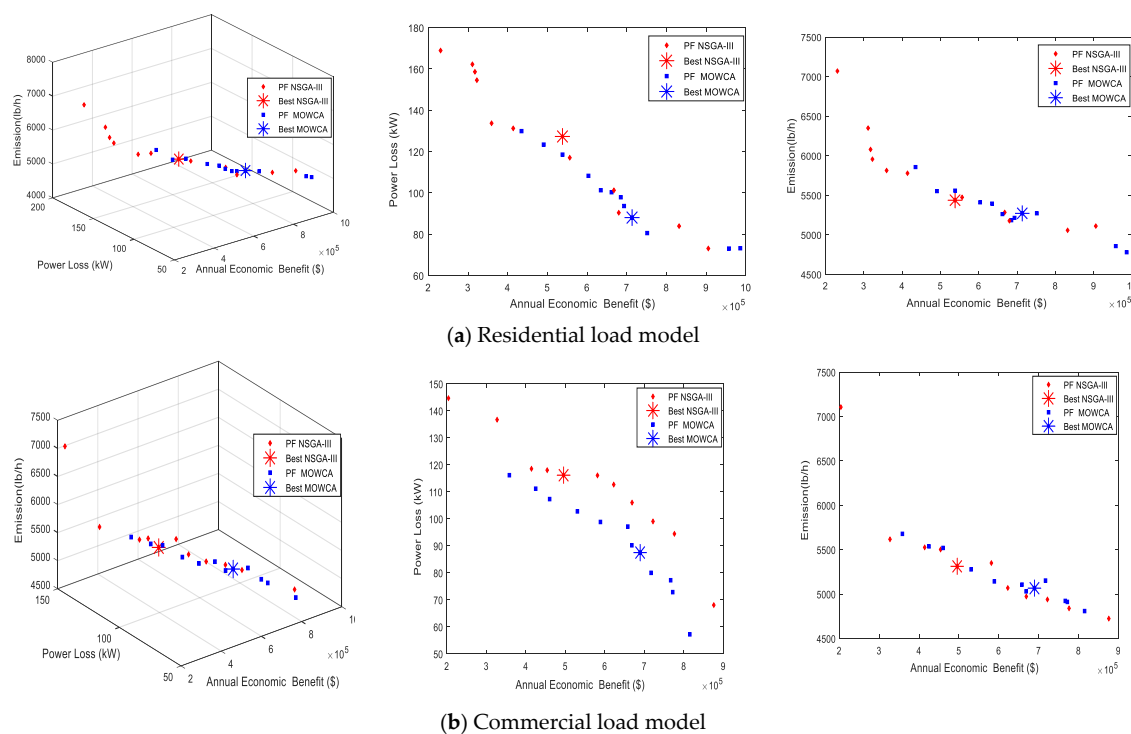 8000
7000
6000
5000
4000
Emission(lb/h)
200
150
100
50
Power Loss (kW)
2
4
6
8
10
×10⁵
Annual Economic Benefit ($)
PF NSGA-III
Best NSGA-III
PF MOWCA
Best MOWCA
180
160
140
120
100
80
60
Power Loss (kW)
2 3 4 5 6 7 8 9 10
Annual Economic Benefit ($)
×10⁵
PF NSGA-III
Best NSGA-III
PF MOWCA
Best MOWCA
7500
7000
6500
6000
5500
5000
4500
Emission(lb/h)
2 3 4 5 6 7 8 9 1
Annual Economic Benefit ($)
×10⁵
PF NSGA-III
Best NSGA-III
PF MOWCA
Best MOWCA
(a) Residential load model
7500
7000
6500
6000
5500
5000
4500
Emission(lb/h)
150
100
50
Power Loss (kW)
2
4
6
8
×10⁵
Annual Economic Benefit ($)
PF NSGA-III
Best NSGA-III
PF MOWCA
Best MOWCA
150
140
130
120
110
100
90
80
70
60
50
Power Loss (kW)
2 3 4 5 6 7 8 9
Annual Economic Benefit ($)
×10⁵
PF NSGA-III
Best NSGA-III
PF MOWCA
Best MOWCA
7500
7000
6500
6000
5500
5000
4500
Emission(lb/h)
2 3 4 5 6 7 8 9
Annual Economic Benefit ($)
×10⁵
PF NSGA-III
Best NSGA-III
PF MOWCA
Best MOWCA
(b) Commercial load model